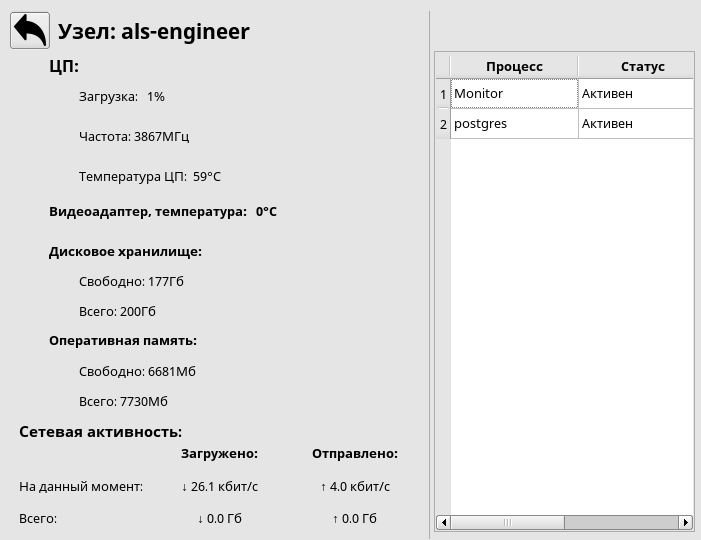 Узел: als-engineer
ЦП:
Загрузка: 1%
Частота: 3867МГц
Температура ЦП: 59°C
Видеоадаптер, температура: 0°C
Дисковое хранилище:
Свободно: 177Гб
Всего: 200Гб
Оперативная память:
Свободно: 6681Мб
Всего: 7730Мб
Сетевая активность:
Загружено: Отправлено:
На данный момент: ↓ 26.1 кбит/с ↑ 4.0 кбит/с
Всего: ↓ 0.0 Гб ↑ 0.0 Гб
Процесс Статус
1 Monitor Активен
2 postgres Активен